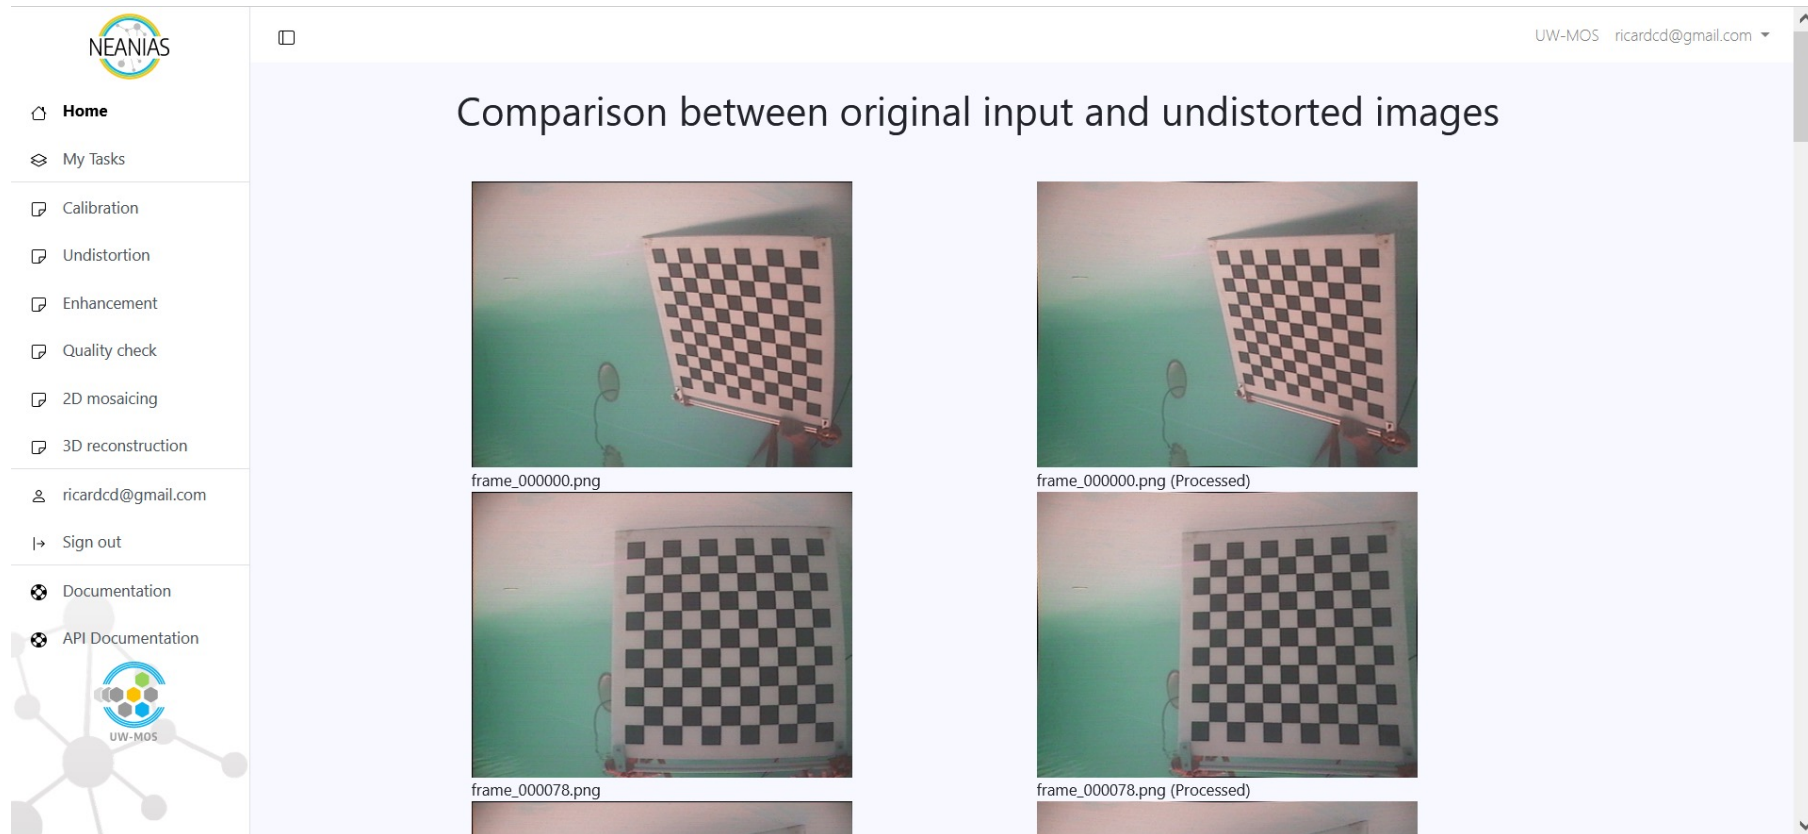 NEANIAS
UW-MOS ricardcd@gmail.com
Home
My Tasks
Calibration
Undistortion
Enhancement
Quality check
2D mosaicing
3D reconstruction
ricardcd@gmail.com
Sign out
Documentation
API Documentation
UW-MOS
Comparison between original input and undistorted images
frame_000000.png
frame_000000.png (Processed)
frame_000078.png
frame_000078.png (Processed)